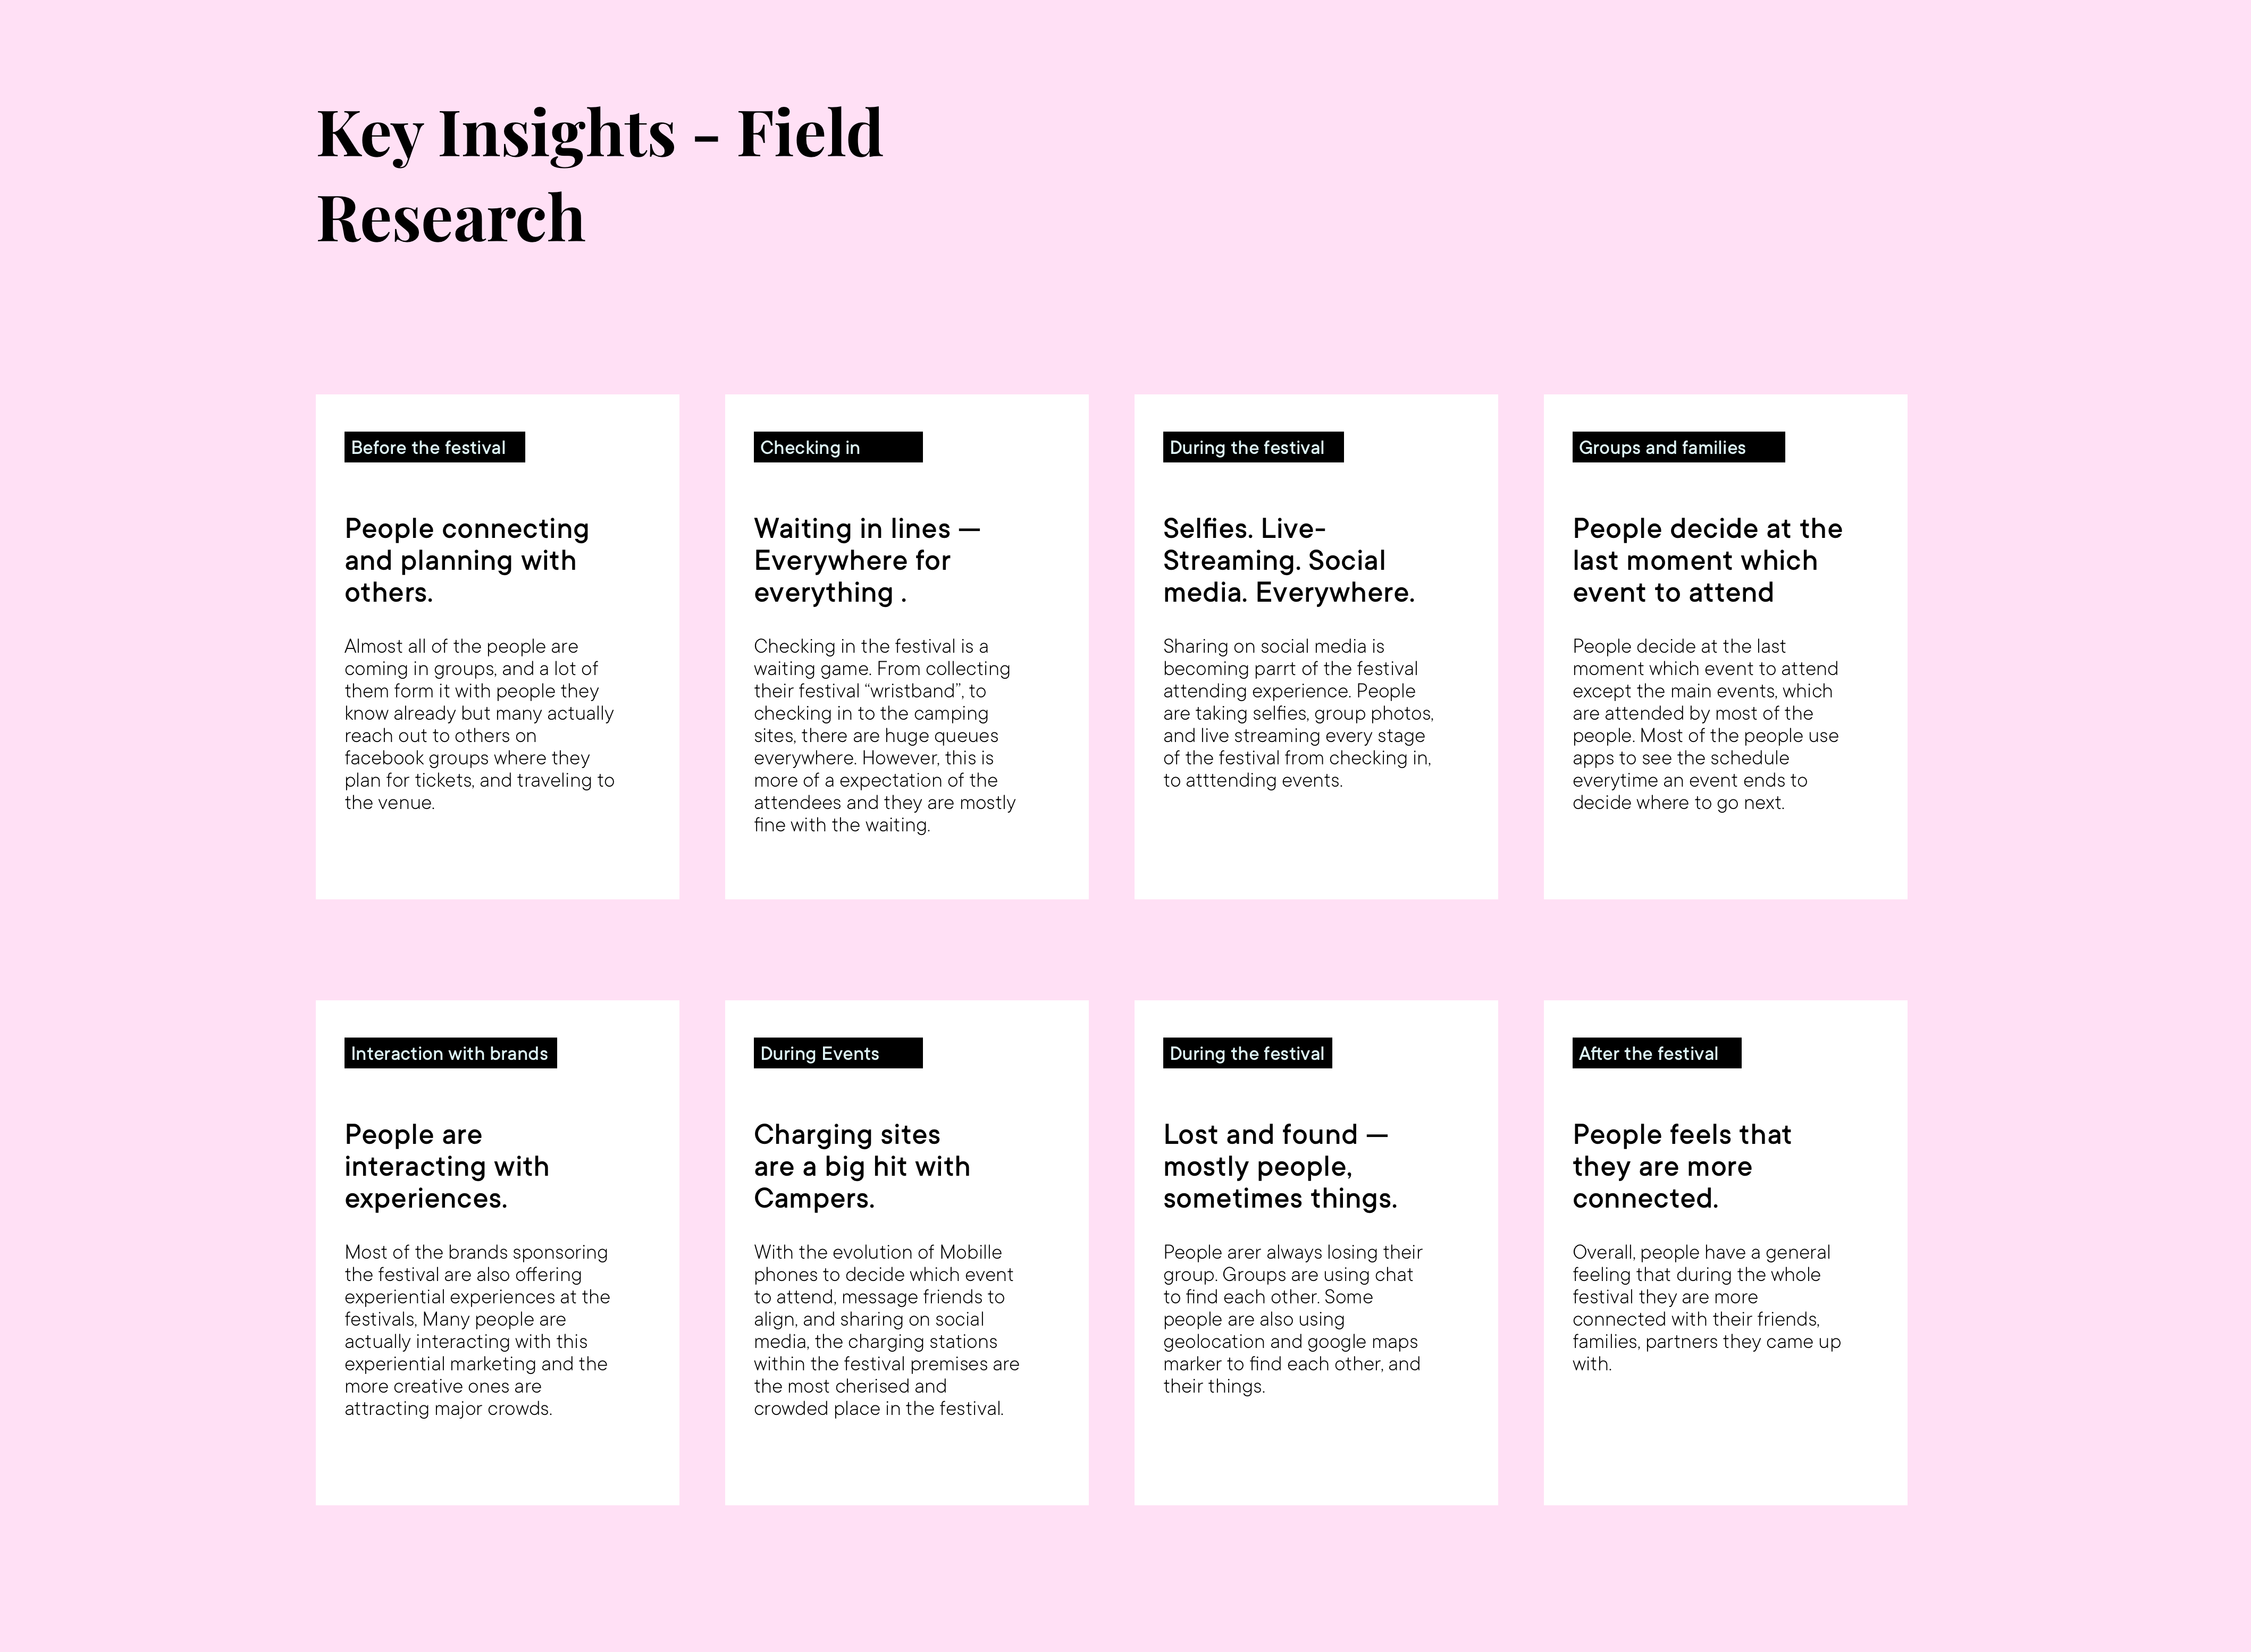 Key Insights - Field
Research
Before the festival
People connecting
and planning with
others.
Almost all of the people are
coming in groups, and a lot of
them form it with people they
know already but many actually
reach out to others on
facebook groups where they
plan for tickets, and traveling to
the venue.
Checking in
Waiting in lines —
Everywhere for
everything .
Checking in the festival is a
waiting game. From collecting
their festival “wristband”, to
checking in to the camping
sites, there are huge queues
everywhere. However, this is
more of a expectation of the
attendees and they are mostly
fine with the waiting.
During the festival
Selfies. Live-
Streaming. Social
media. Everywhere.
Sharing on social media is
becoming parrt of the festival
attending experience. People
are taking selfies, group photos,
and live streaming every stage
of the festival from checking in,
to atttending events.
Groups and families
People decide at the
last moment which
event to attend
People decide at the last
moment which event to attend
except the main events, which
are attended by most of the
people. Most of the people use
apps to see the schedule
everytime an event ends to
decide where to go next.
Interaction with brands
People are
interacting with
experiences.
Most of the brands sponsoring
the festival are also offering
experiential experiences at the
festivals, Many people are
actually interacting with this
experiential marketing and the
more creative ones are
attracting major crowds.
During Events
Charging sites
are a big hit with
Campers.
With the evolution of Mobille
phones to decide which event
to attend, message friends to
align, and sharing on social
media, the charging stations
within the festival premises are
the most cherised and
crowded place in the festival.
During the festival
Lost and found —
mostly people,
sometimes things.
People arer always losing their
group. Groups are using chat
to find each other. Some
people are also using
geolocation and google maps
marker to find each other, and
their things.
After the festival
People feels that
they are more
connected.
Overall, people have a general
feeling that during the whole
festival they are more
connected with their friends,
families, partners they came up
with.